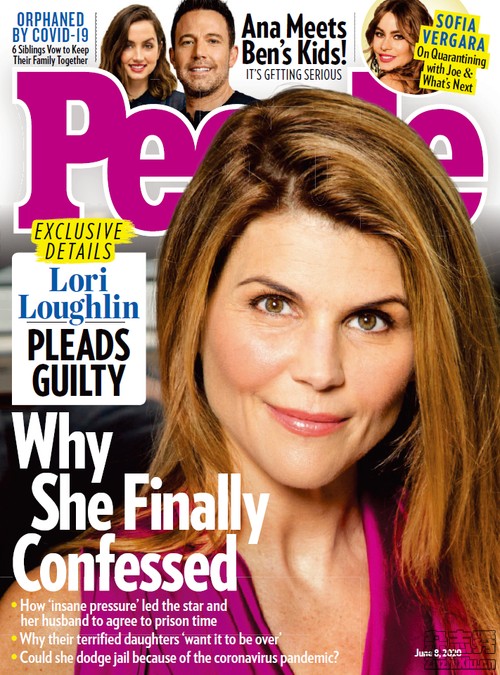 ORPHANED
BY COVID-19
6 Siblings Vow to Keep
Their Family Together
Ana Meets
Ben's Kids!
IT'S GETTING SERIOUS
SOFIA
VERGARA
On Quarantining
with Joe &
What's Next
People
EXCLUSIVE
DETAILS
Lori
Loughlin
PLEADS
GUILTY
Why
She Finally
Confessed
• How 'insane pressure' led the star and
her husband to agree to prison time
• Why their terrified daughters 'want it to be over'
• Could she dodge jail because of the coronavirus pandemic?
June 8, 2020